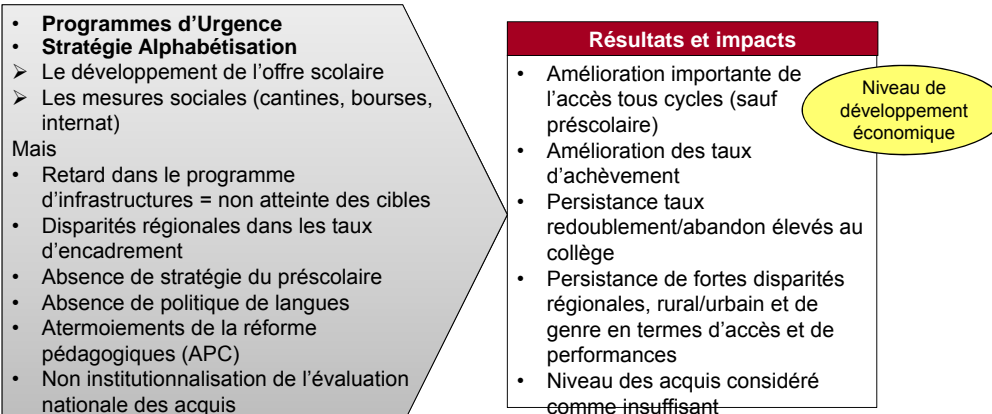 • Programmes d'Urgence
• Stratégie Alphabétisation
➢ Le développement de l'offre scolaire
➢ Les mesures sociales (cantines, bourses,
internat)
Mais
• Retard dans le programme
d'infrastructures = non atteinte des cibles
• Disparités régionales dans les taux
d'encadrement
• Absence de stratégie du préscolaire
• Absence de politique de langues
• Atermoiements de la réforme
pédagogiques (APC)
• Non institutionnalisation de l'évaluation
nationale des acquis
Résultats et impacts
• Amélioration importante de
l'accès tous cycles (sauf
préscolaire)
• Amélioration des taux
d'achèvement
• Persistance taux
redoublement/abandon élevés au
collège
• Persistance de fortes disparités
régionales, rural/urbain et de
genre en termes d'accès et de
performances
• Niveau des acquis considéré
comme insuffisant
Niveau de
développement
économique